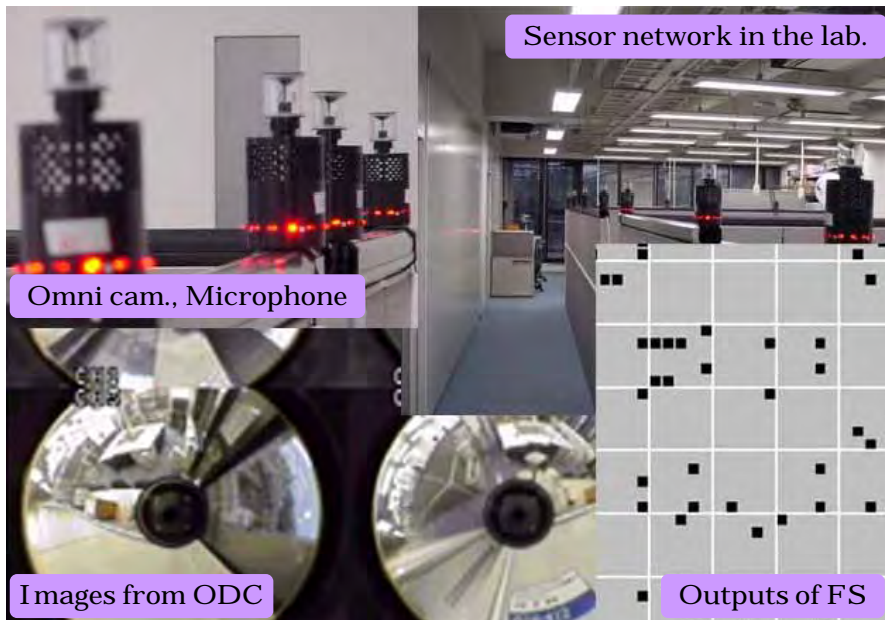 Sensor network in the lab.
Omni cam., Microphone
Images from ODC
Outputs of FS